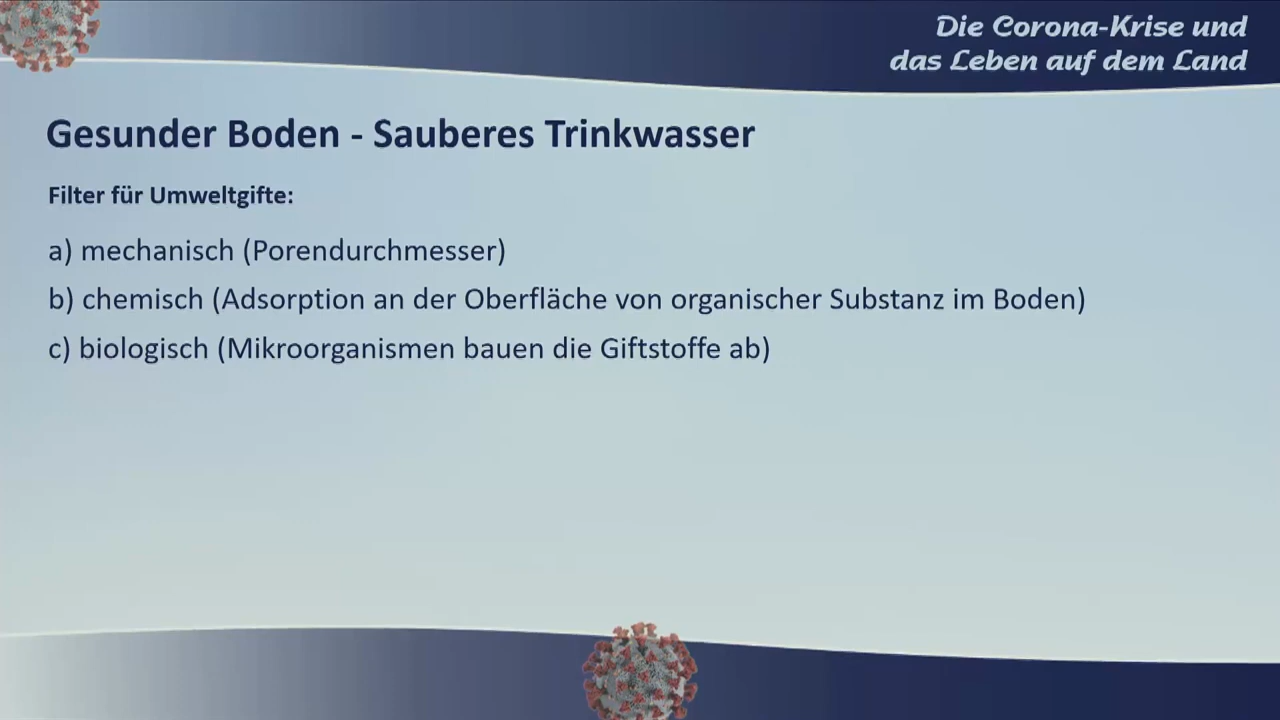 Die Corona-Krise und
das Leben auf dem Land
Gesunder Boden - Sauberes Trinkwasser
Filter für Umweltgifte:
a) mechanisch (Porendurchmesser)
b) chemisch (Adsorption an der Oberfläche von organischer Substanz im Boden)
c) biologisch (Mikroorganismen bauen die Giftstoffe ab)